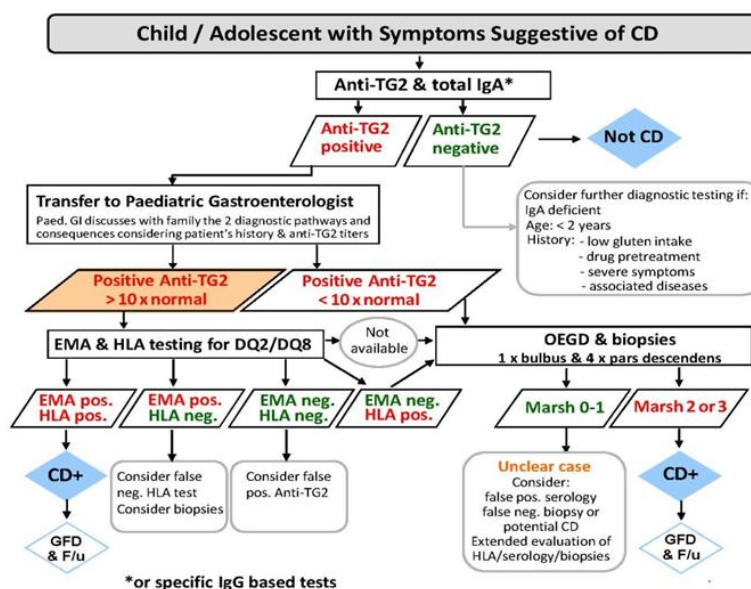 Child / Adolescent with Symptoms Suggestive of CD
Anti-TG2 & total IgA*
Anti-TG2
positive
Anti-TG2
negative
Not CD
Transfer to Paediatric Gastroenterologist
Paed. GI discusses with family the 2 diagnostic pathways and
consequences considering patient's history & anti-TG2 titers
Consider further diagnostic testing if:
IgA deficient
Age: < 2 years
History: - low gluten intake
- drug pretreatment
- severe symptoms
- associated diseases
Positive Anti-TG2
> 10 x normal
Positive Anti-TG2
< 10 x normal
EMA & HLA testing for DQ2/DQ8
Not
available
OEGD & biopsies
1 x bulbus & 4 x pars descendens
EMA pos.
HLA pos.
EMA pos.
HLA neg.
EMA neg.
HLA neg.
EMA neg.
HLA pos.
Marsh 0-1
Marsh 2 or 3
CD+
Consider false
neg. HLA test
Consider biopsies
Consider false
pos. Anti-TG2
Unclear case
Consider:
false pos. serology
false neg. biopsy or
potential CD
Extended evaluation of
HLA/serology/biopsies
CD+
GFD
& F/u
GFD
& F/u
*or specific IgG based tests